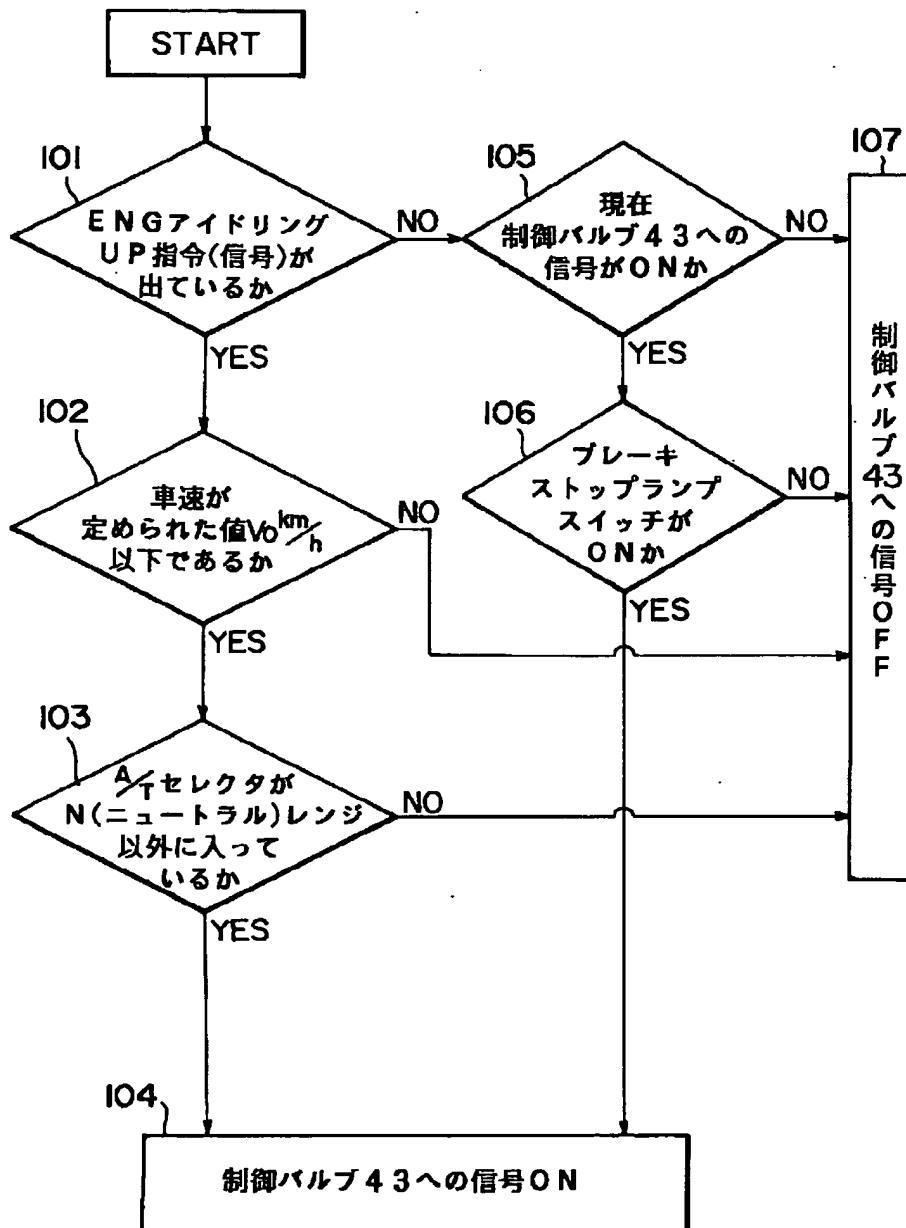 START
101
ENGアイドリング
UP指令(信号)が
出ているか
NO
YES
105
現在
制御バルブ43への
信号がONか
NO
YES
107
制御バルブ43への信号OFF
102
車速が
定められた値Vo km/h
以下であるか
NO
YES
106
ブレーキ
ストップランプ
スイッチが
ONか
NO
YES
103
A/Tセレクタが
N(ニュートラル)レンジ
以外に入って
いるか
NO
YES
104
制御バルブ43への信号ON